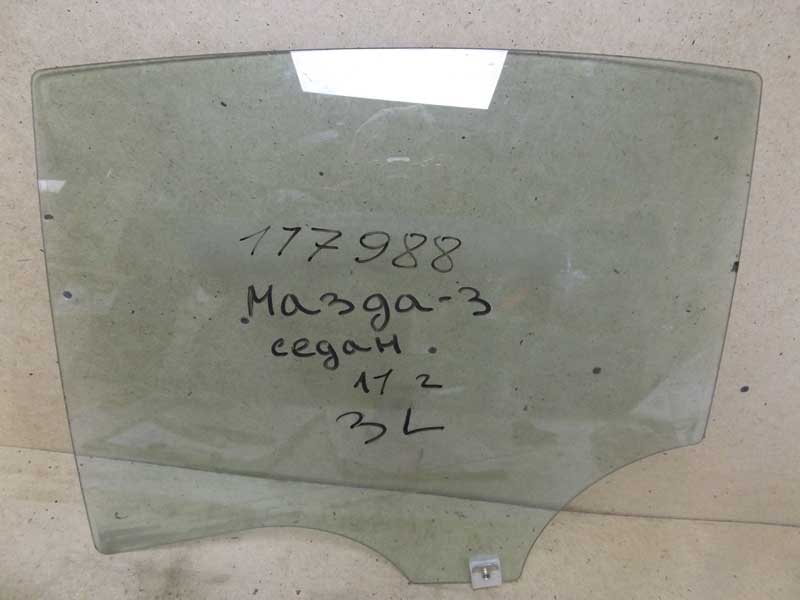 117988
Мазда-3
седан.
11 г
3L